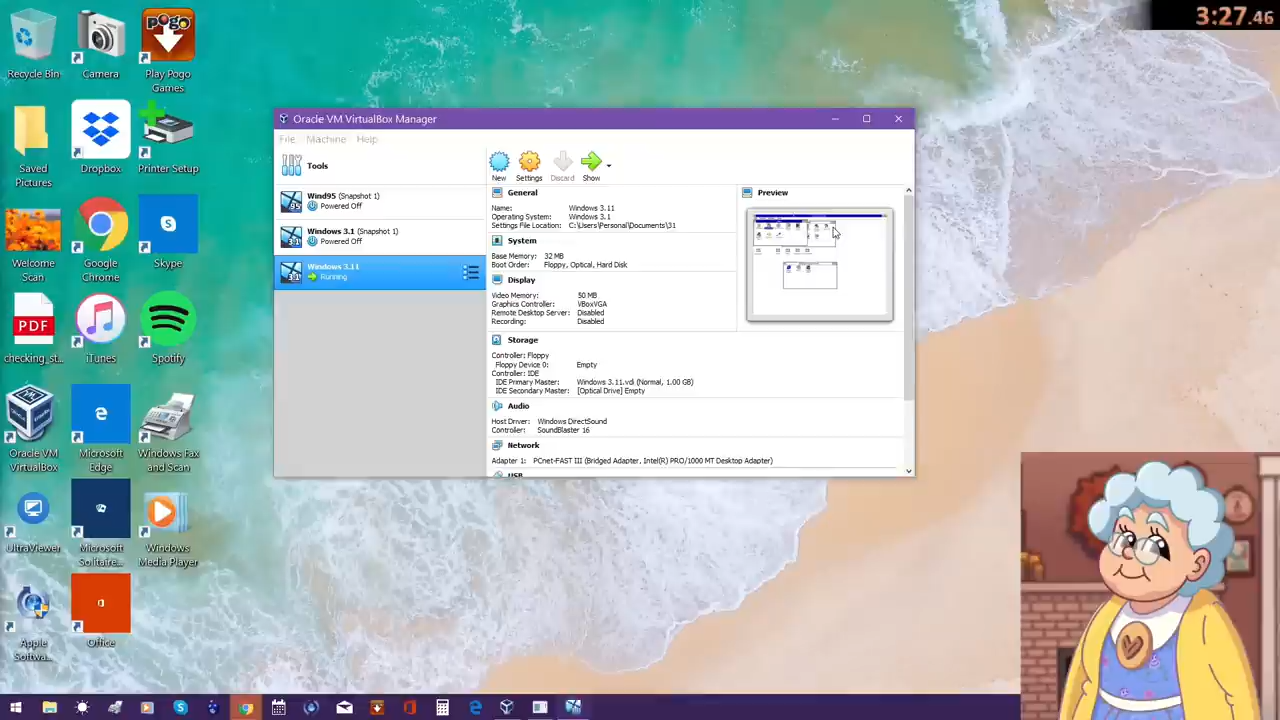 3:27.46
pogo
Recycle Bin
Camera
Play Pogo
Games
Saved
Pictures
Dropbox
Printer Setup
Welcome
Scan
Google
Chrome
Skype
PDF
checking_st...
iTunes
Spotify
Oracle VM
VirtualBox
Microsoft
Edge
Windows Fax
and Scan
UltraViewer
Microsoft
Solitaire...
Windows
Media Player
Apple
Softwa...
Office
Oracle VM VirtualBox Manager
File Machine Help
Tools
New Settings Discard Show
Wind95 (Snapshot 1)
Powered Off
Windows 3.1 (Snapshot 1)
Powered Off
Windows 3.11
Running
General
Name: Windows 3.11
Operating System: Windows 3.1
Settings File Location: C:\Users\Personal\Documents\31
System
Base Memory: 32 MB
Boot Order: Floppy, Optical, Hard Disk
Display
Video Memory: 50 MB
Graphics Controller: VBoxVGA
Remote Desktop Server: Disabled
Recording: Disabled
Storage
Controller: Floppy
Floppy Device 0: Empty
Controller: IDE
IDE Primary Master: Windows 3.11.vdi (Normal, 1.00 GB)
IDE Secondary Master: [Optical Drive] Empty
Audio
Host Driver: Windows DirectSound
Controller: SoundBlaster 16
Network
Adapter 1: PCnet-FAST III (Bridged Adapter, Intel(R) PRO/1000 MT Desktop Adapter)
USB
Preview